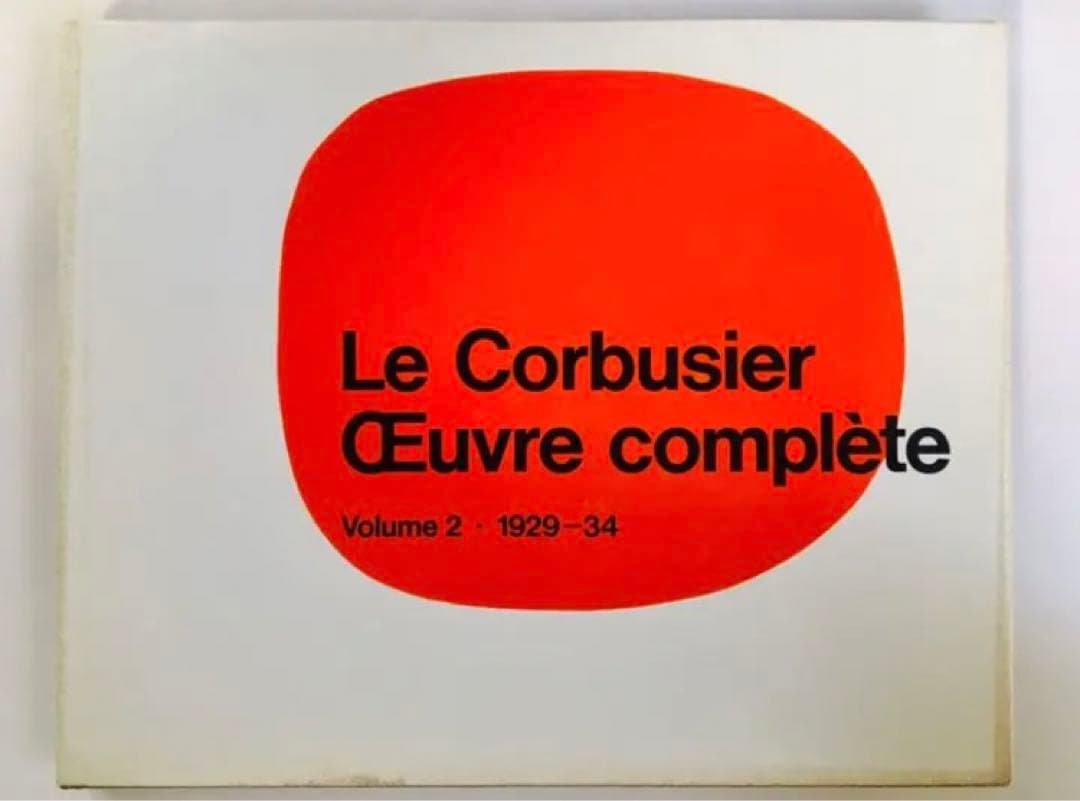 Le Corbusier
Œuvre complète
Volume 2 · 1929–34